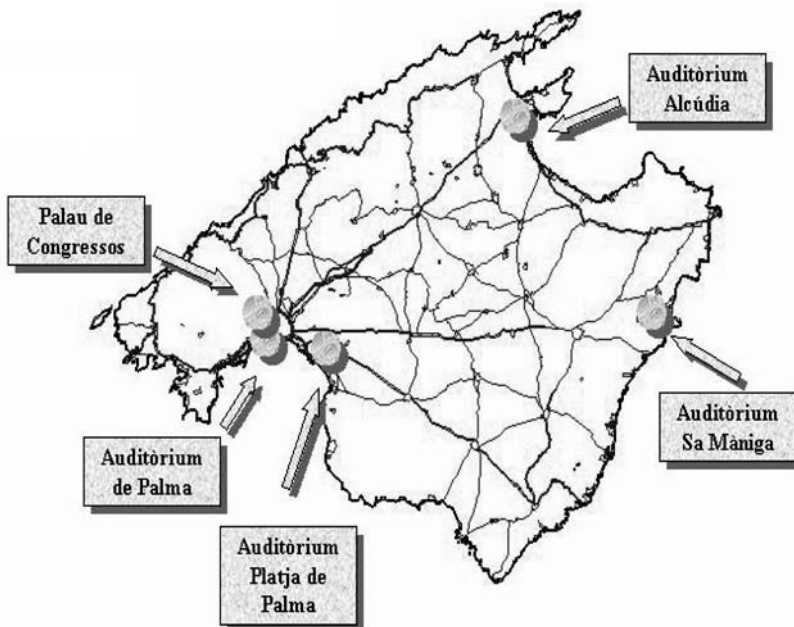 Auditòrium
Alcúdia
Palau de
Congressos
Auditòrium
Sa Màniga
Auditòrium
de Palma
Auditòrium
Platja de
Palma